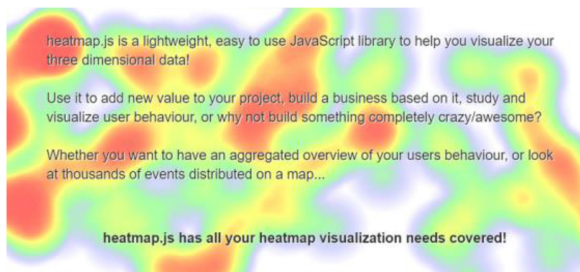 heatmap.js is a lightweight, easy to use JavaScript library to help you visualize your
three dimensional data!
Use it to add new value to your project, build a business based on it, study and
visualize user behaviour, or why not build something completely crazy/awesome?
Whether you want to have an aggregated overview of your users behaviour, or look
at thousands of events distributed on a map...
heatmap.js has all your heatmap visualization needs covered!